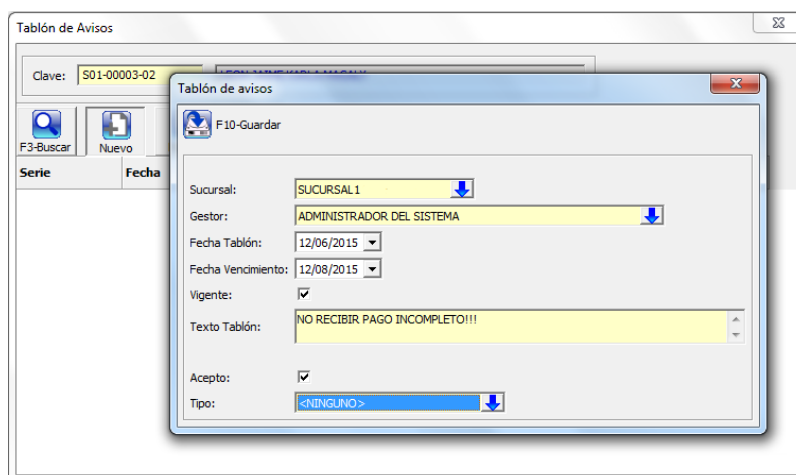 Tablón de Avisos
Clave: S01-00003-02
Tablón de avisos
F10-Guardar
F3-Buscar
Nuevo
Serie Fecha
Sucursal: SUCURSAL1
Gestor: ADMINISTRADOR DEL SISTEMA
Fecha Tablón: 12/06/2015
Fecha Vencimiento: 12/08/2015
Vigente:
Texto Tablón: NO RECIBIR PAGO INCOMPLETO!!!
Acepto:
Tipo: <NINGUNO>